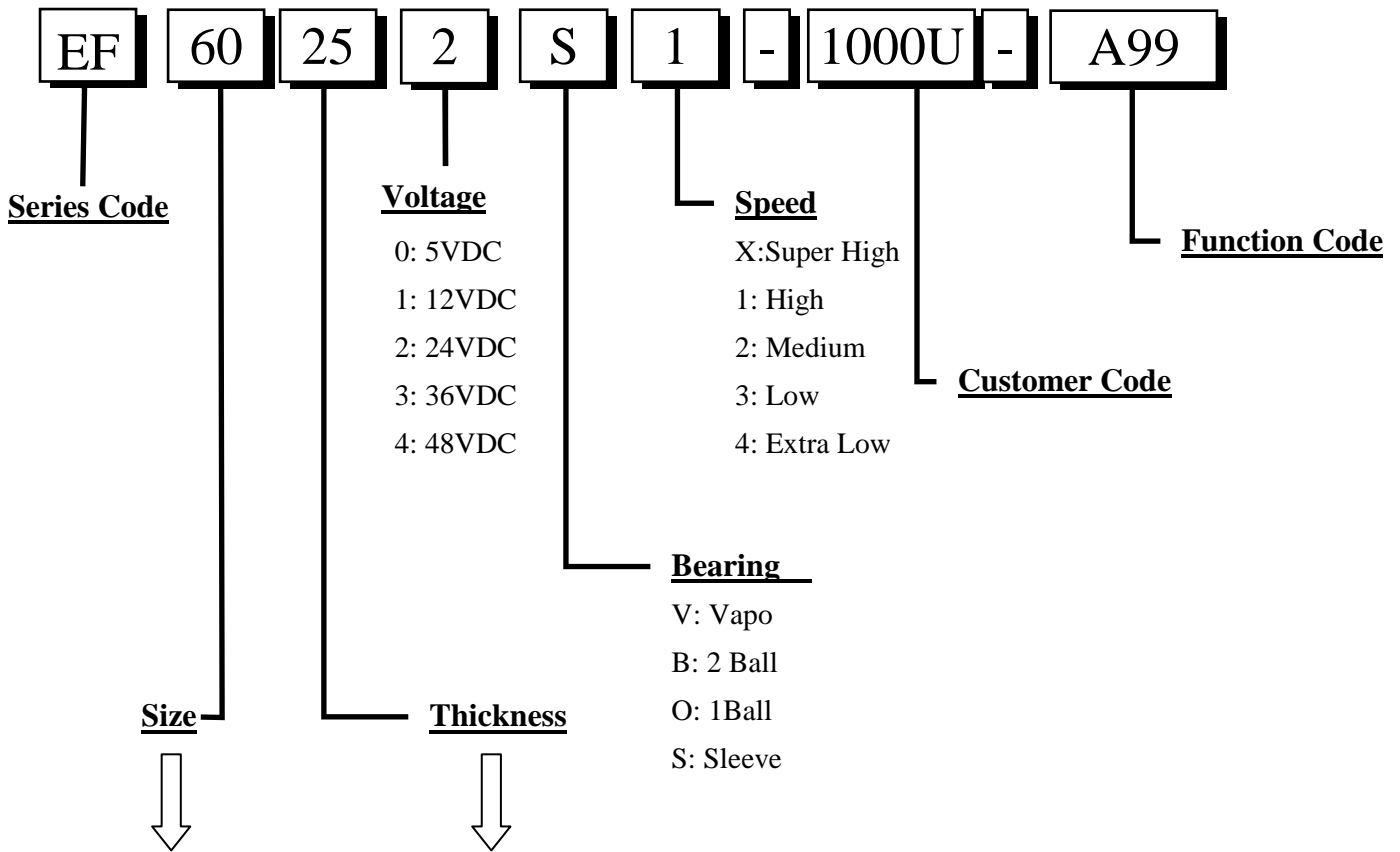 EF 60 25 2 S 1 - 1000U - A99
Series Code
Voltage
0: 5VDC
1: 12VDC
2: 24VDC
3: 36VDC
4: 48VDC
Speed
X:Super High
1: High
2: Medium
3: Low
4: Extra Low
Function Code
Customer Code
Bearing
V: Vapo
B: 2 Ball
O: 1Ball
S: Sleeve
Size
Thickness